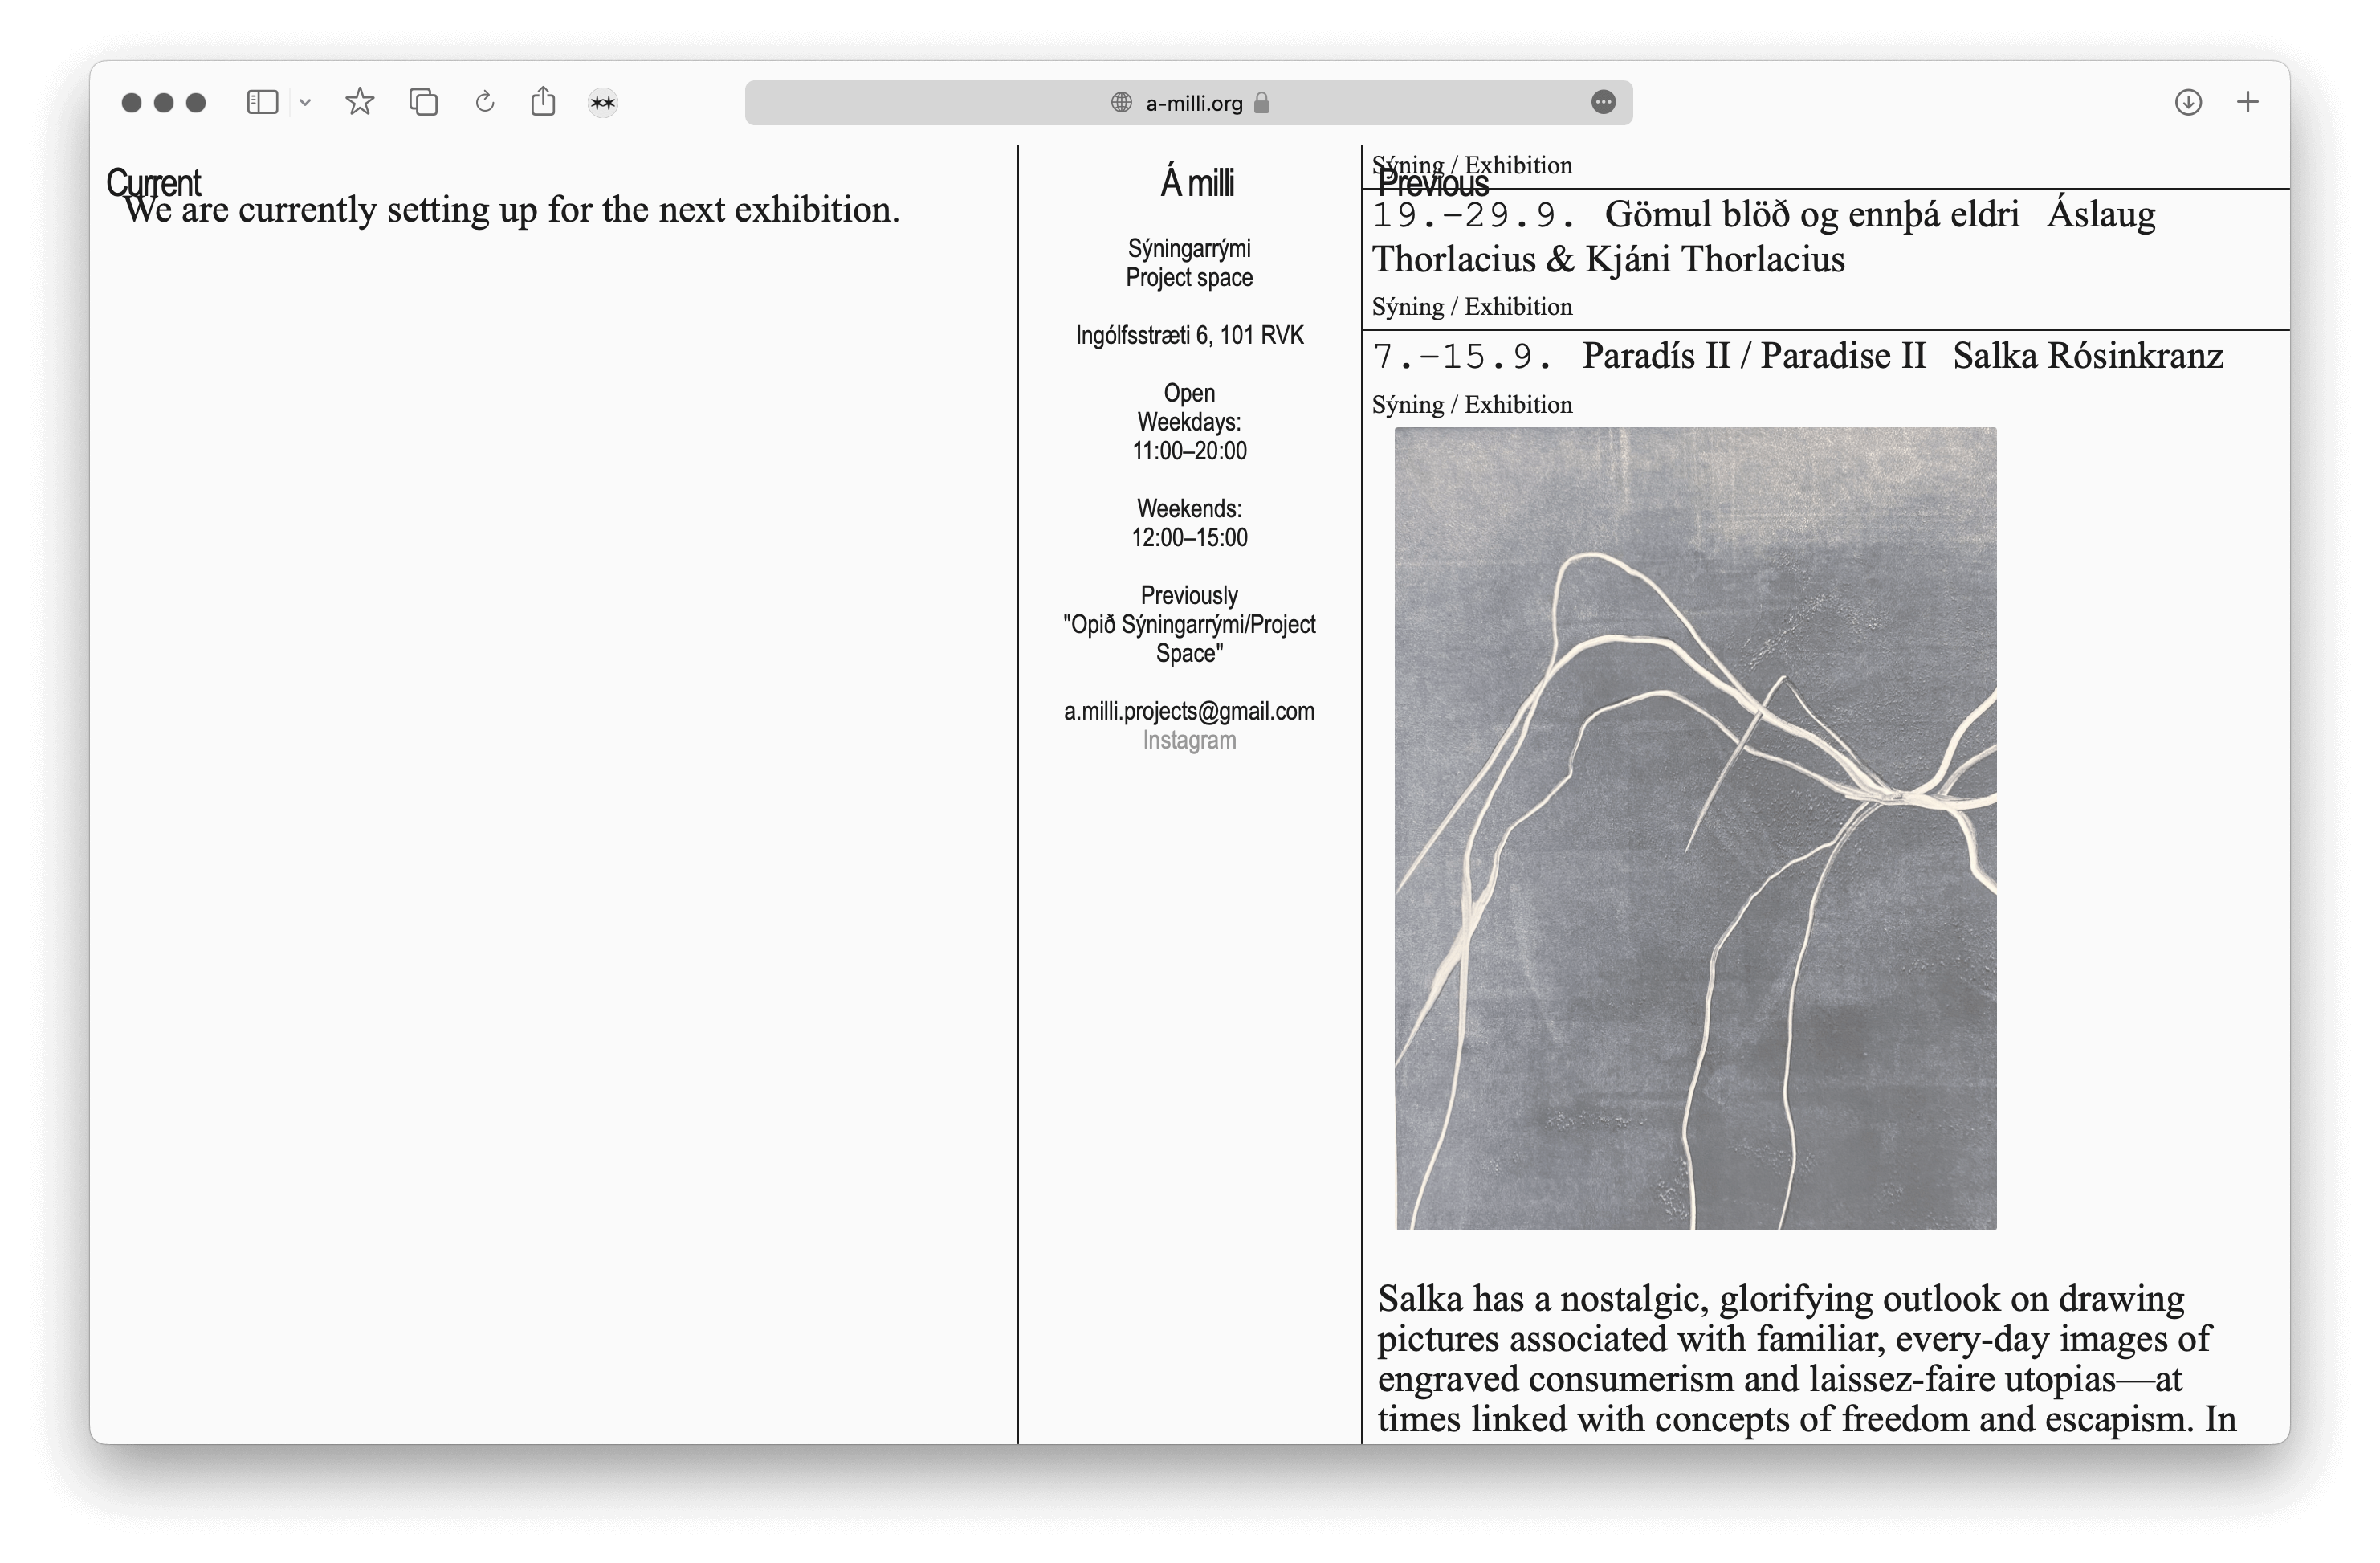 a-milli.org
Current
We are currently setting up for the next exhibition.
Á milli
Sýningarrými
Project space
Ingólfsstræti 6, 101 RVK
Open
Weekdays:
11:00–20:00
Weekends:
12:00–15:00
Previously
"Opið Sýningarrými/Project
Space"
a.milli.projects@gmail.com
Instagram
Sýning / Exhibition
Previous
19.–29.9. Gömul blöð og ennþá eldri Áslaug
Thorlacius & Kjáni Thorlacius
Sýning / Exhibition
7.–15.9. Paradís II / Paradise II Salka Rósinkranz
Sýning / Exhibition
Salka has a nostalgic, glorifying outlook on drawing
pictures associated with familiar, every-day images of
engraved consumerism and laissez-faire utopias—at
times linked with concepts of freedom and escapism. In